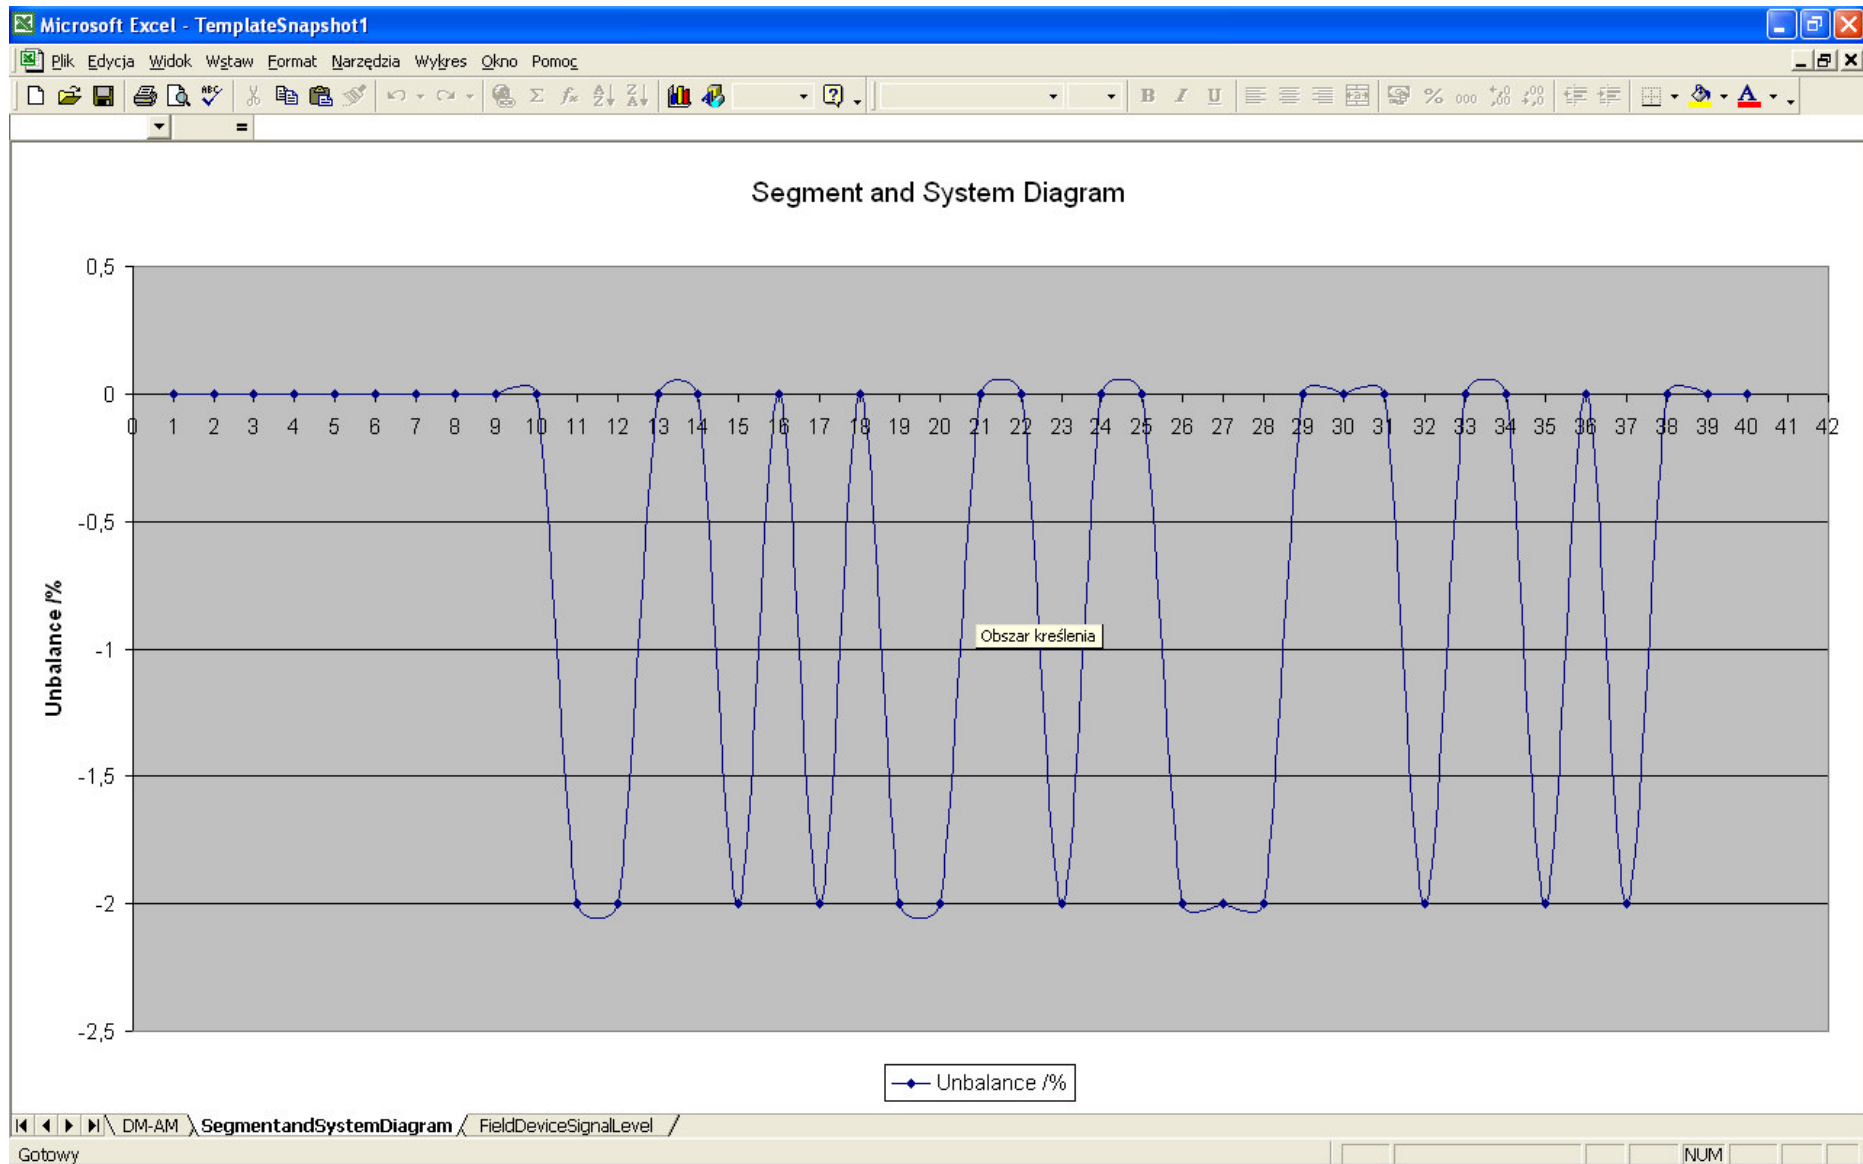 Microsoft Excel - TemplateSnapshot1
Plik Edycja Widok Wstaw Format Narzędzia Wykres Okno Pomoc
=
Segment and System Diagram
0,5
0
0 1 2 3 4 5 6 7 8 9 10 11 12 13 14 15 16 17 18 19 20 21 22 23 24 25 26 27 28 29 30 31 32 33 34 35 36 37 38 39 40 41 42
-0,5
Unbalance /%
Obszar kreślenia
-1
-1,5
-2
-2,5
Unbalance /%
DM-AM SegmentandSystemDiagram FieldDeviceSignalLevel
Gotowy NUM